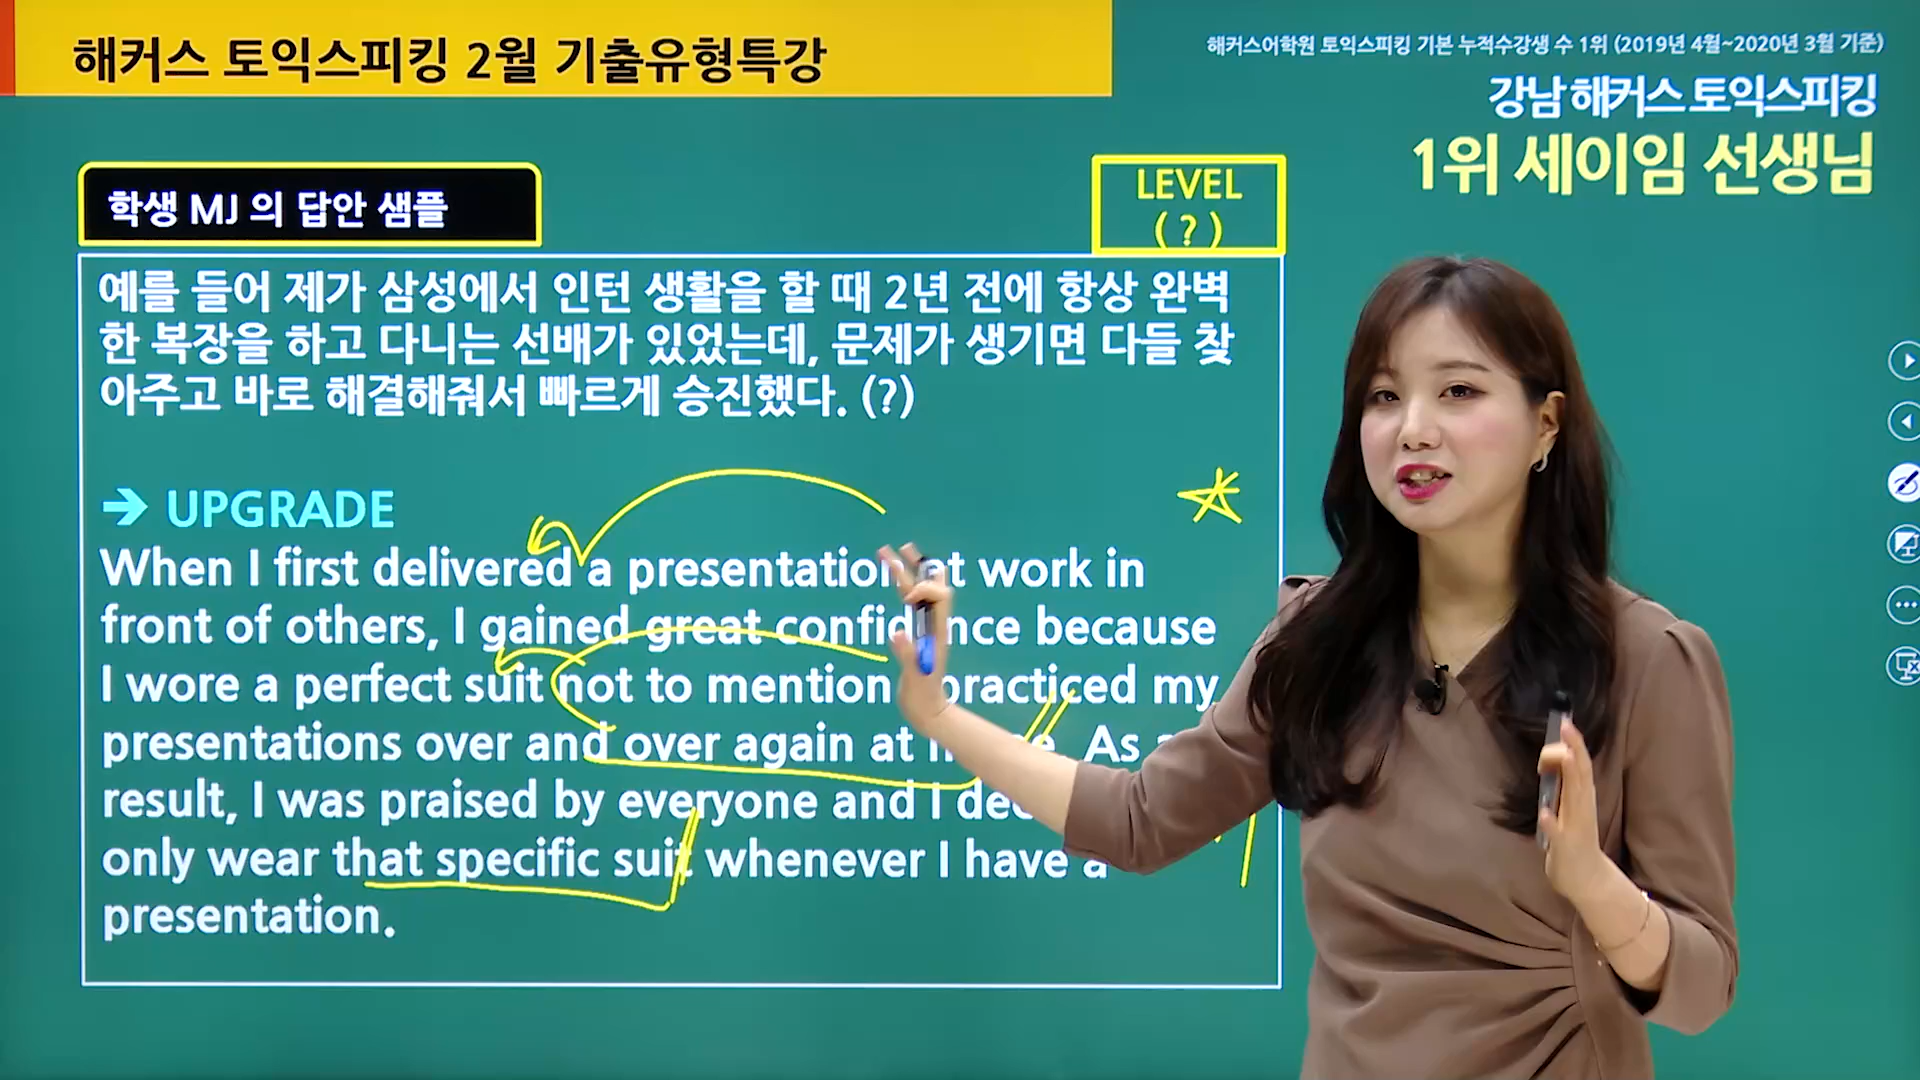 해커스 토익스피킹 2월 기출유형특강
해커스어학원 토익스피킹 기본 누적수강생 수 1위 (2019년 4월~2020년 3월 기준)
강남 해커스 토익스피킹
1위 세이임 선생님
학생 MJ 의 답안 샘플
LEVEL
( ? )
예를 들어 제가 삼성에서 인턴 생활을 할 때 2년 전에 항상 완벽
한 복장을 하고 다니는 선배가 있었는데, 문제가 생기면 다들 찾
아주고 바로 해결해줘서 빠르게 승진했다. (?)
➔ UPGRADE
When I first delivered a presentation at work in
front of others, I gained great confidence because
I wore a perfect suit not to mention practiced my
presentations over and over again at As
result, I was praised by everyone and I
only wear that specific suit whenever I have a
presentation.